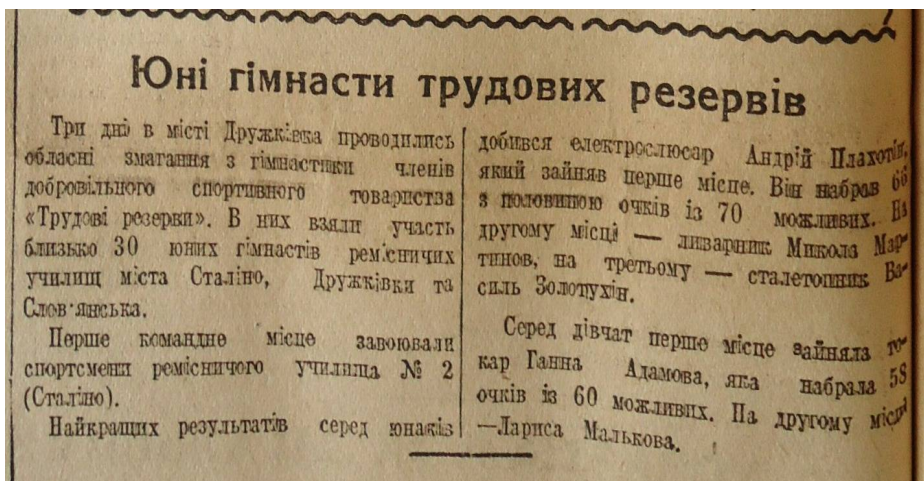 Юні гімнасти трудових резервів
Три дні в місті Дружківка проводились
обласні змагання з гімнастики членів
добровільного спортивного товариства
«Трудові резерви». В них взяли участь
близько 30 юних гімнастів ремісничих
училищ міста Сталіно, Дружківки та
Слов'янська.
Перше командне місце завоювали
спортсмени ремісничого училища № 2
(Сталіно).
Найкращих результатів серед юнаків
добився електрослюсар Андрій Плахотін,
який зайняв перше місце. Він набрав 66
з половиною очків із 70 можливих. На
другому місці — ливарник Микола Мар-
тинов, на третьому — сталетопник Ва-
силь Золотухін.
Серед дівчат перше місце зайняла то-
кар Ганна Адамова, яка набрала 58
очків із 60 можливих. На другому місці
—Лариса Малькова.